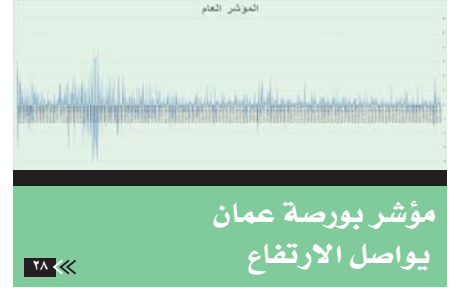 المؤشر العام
مؤشر بورصة عمان
يواصل الارتفاع
٢٨